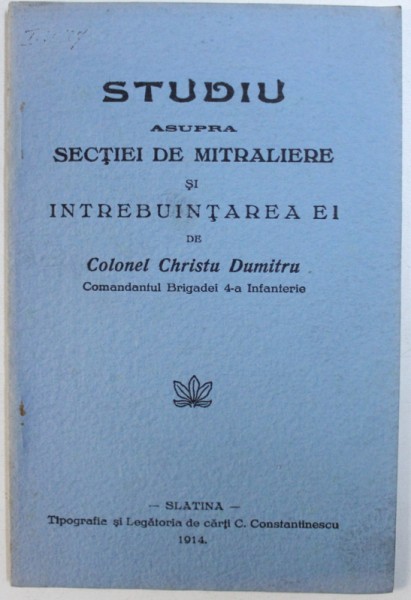 STUDIU
ASUPRA
SECŢIEI DE MITRALIERE
ŞI
INTREBUINŢAREA EI
DE
Colonel Christu Dumitru
Comandantul Brigadei 4-a Infanterie
— SLATINA —
Tipografie şi Legătoria de cărţi C. Constantinescu
1914.